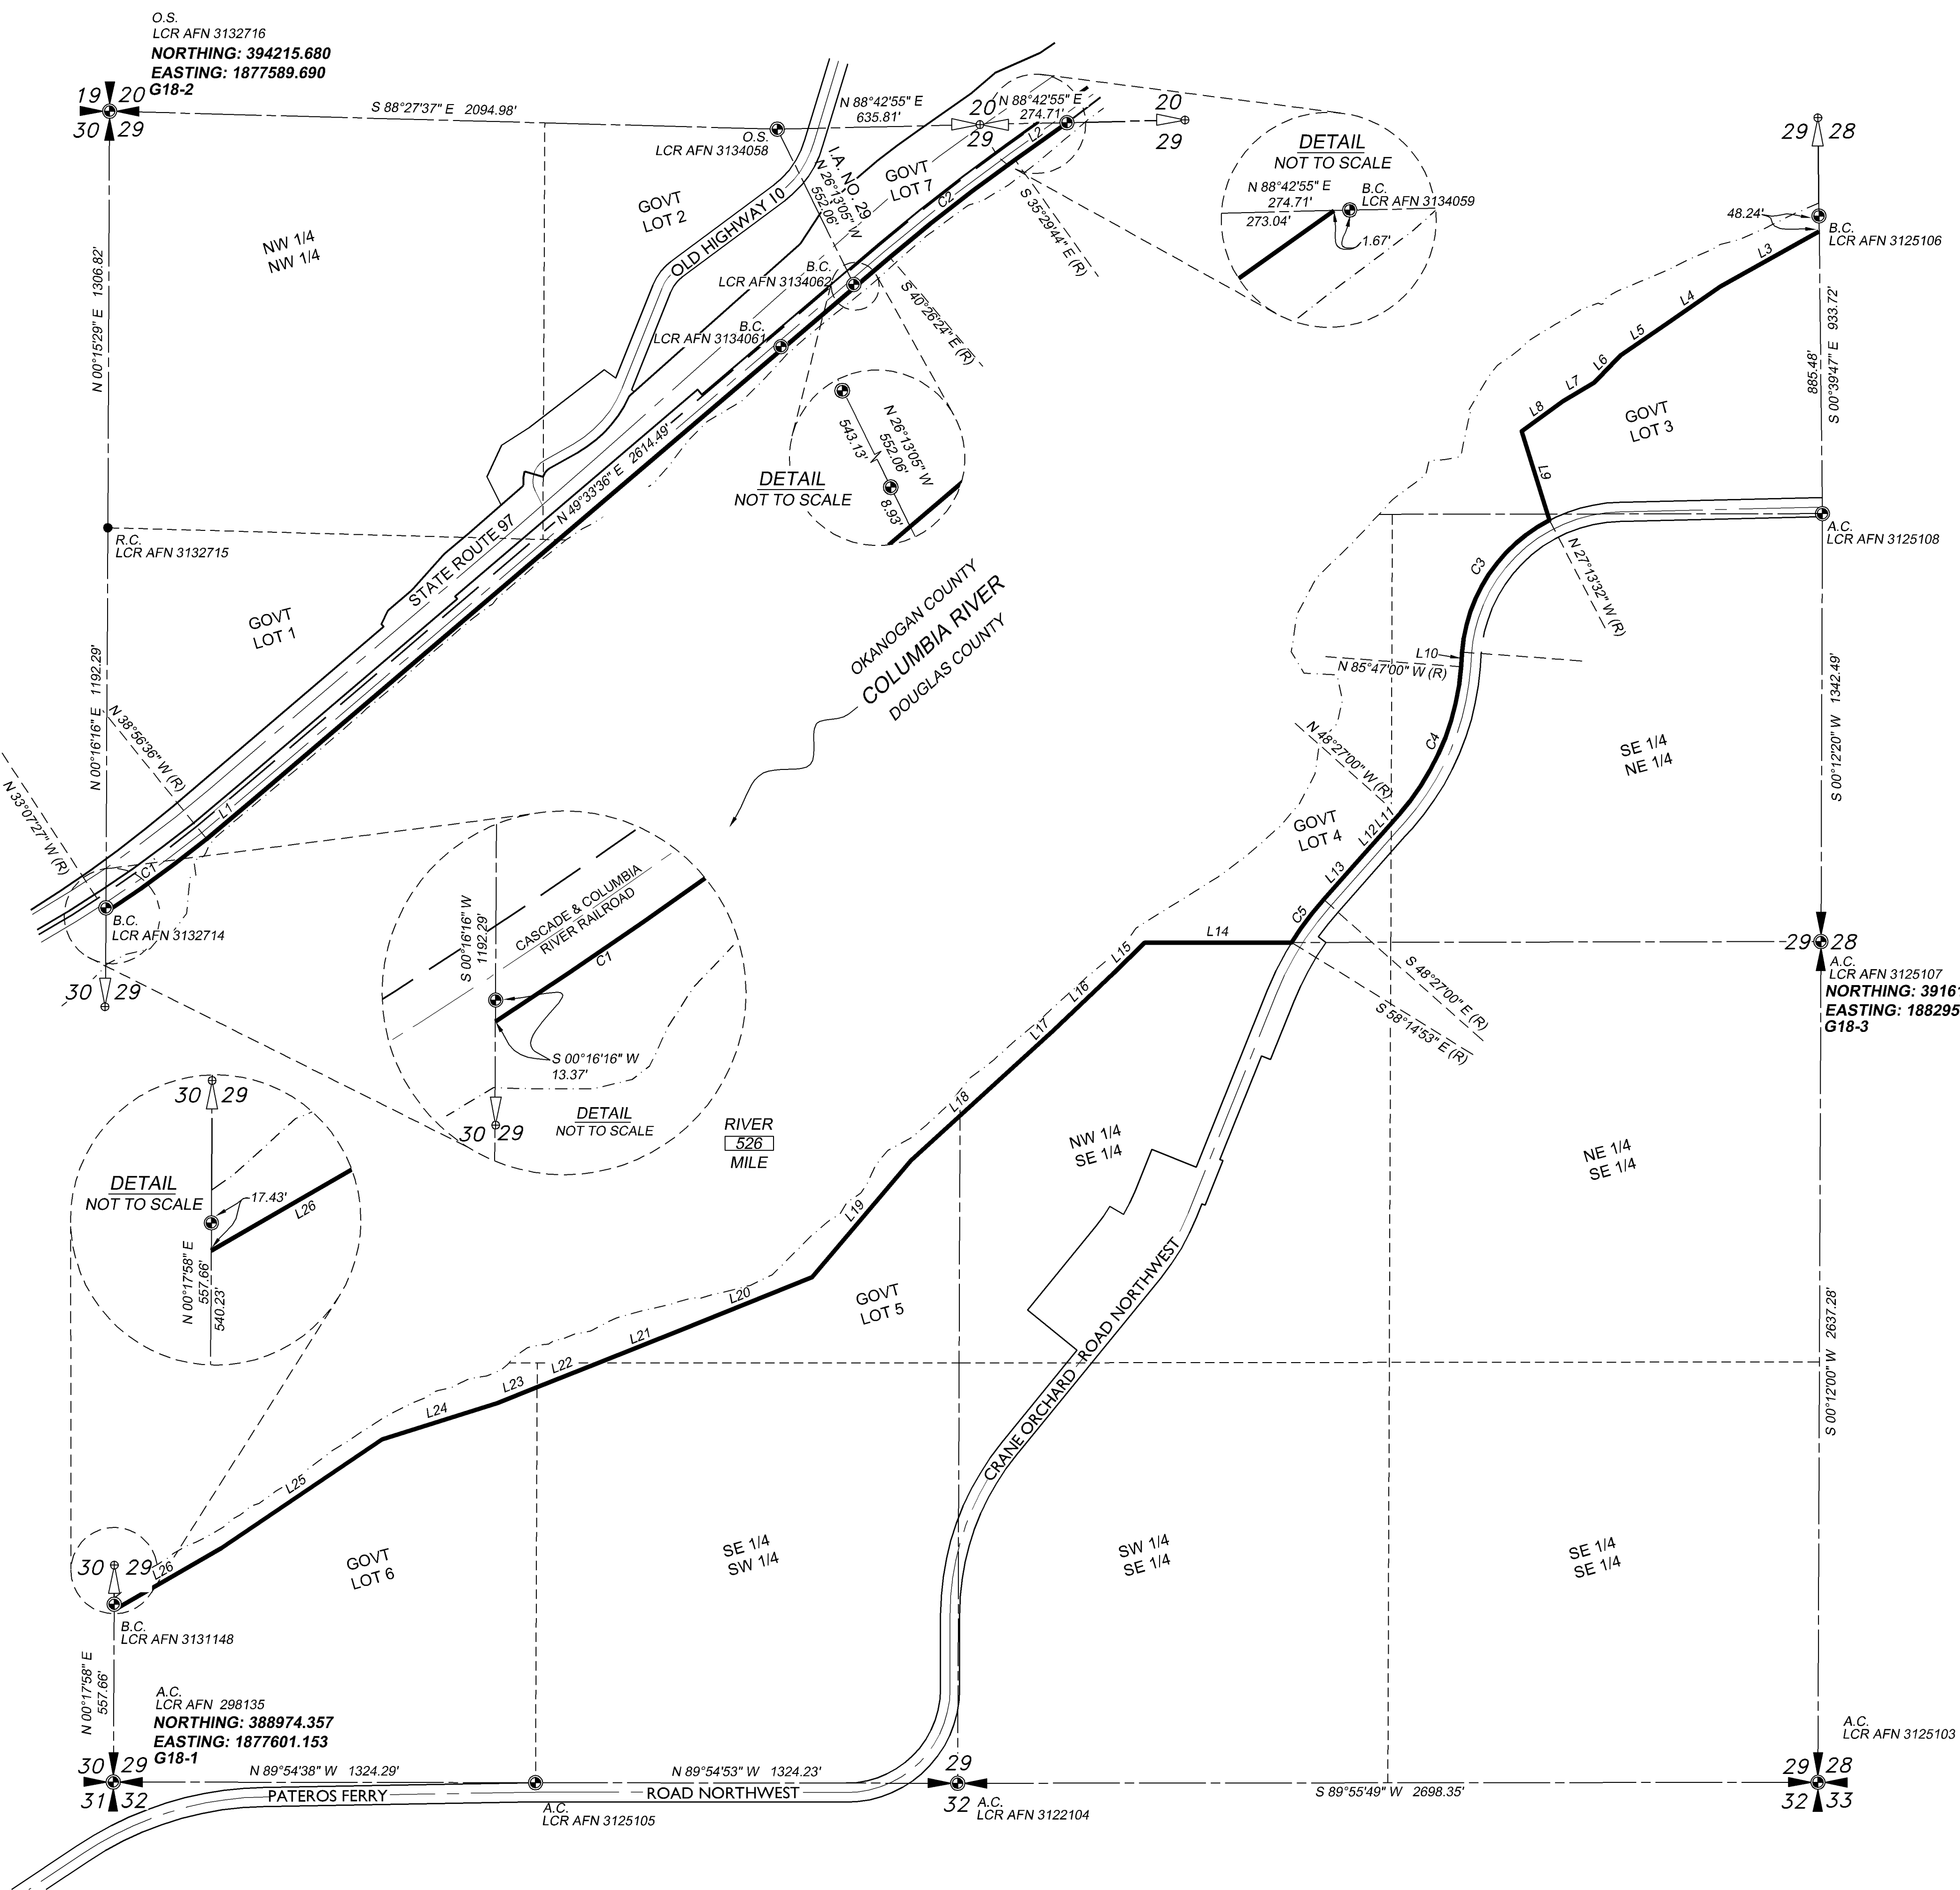 O.S.
LCR AFN 3132716
NORTHING: 394215.680
EASTING: 1877589.690
G18-2
19 20
30 29
S 88°27'37" E 2094.98'
N 88°42'55" E
635.81'
20
29
N 88°42'55" E
274.71'
20
29
O.S.
LCR AFN 3134058
I.A. NO. 29
N 26°13'05" W
552.06'
GOVT
LOT 7
GOVT
LOT 2
OLD HIGHWAY 10
L2
C2
S 35°29'44" E (R)
S 40°26'24" E (R)
DETAIL
NOT TO SCALE
N 88°42'55" E
274.71'
273.04'
B.C.
LCR AFN 3134059
1.67'
29 28
48.24'
B.C.
LCR AFN 3125106
L3
L4
L5
L6
L7
L8
L9
885.48'
S 00°39'47" E 933.72'
GOVT
LOT 3
NW 1/4
NW 1/4
N 00°15'29" E 1306.82'
B.C.
LCR AFN 3134062
B.C.
LCR AFN 3134061
N 49°33'36" E 2614.49'
DETAIL
NOT TO SCALE
543.13'
N 26°13'05" W
552.06'
8.93'
STATE ROUTE 97
R.C.
LCR AFN 3132715
A.C.
LCR AFN 3125108
N 27°13'32" W (R)
C3
L10
N 85°47'00" W (R)
GOVT
LOT 1
N 00°16'16" E 1192.29'
N 38°56'36" W (R)
N 33°07'27" W (R)
L1
C1
B.C.
LCR AFN 3132714
30 29
OKANOGAN COUNTY
COLUMBIA RIVER
DOUGLAS COUNTY
S 00°12'20" W 1342.49'
SE 1/4
NE 1/4
C4
N 48°27'00" W (R)
GOVT
LOT 4
L11
L12
L13
C5
L14
S 48°27'00" E (R)
S 58°14'53" E (R)
29 28
A.C.
LCR AFN 3125107
NORTHING: 3916
EASTING: 188295
G18-3
S 00°16'16" W
1192.29'
CASCADE & COLUMBIA
RIVER RAILROAD
C1
S 00°16'16" W
13.37'
DETAIL
NOT TO SCALE
30 29
L15
L16
L17
L18
L19
L20
L21
L22
L23
L24
L25
L26
RIVER
526
MILE
30 29
DETAIL
NOT TO SCALE
17.43'
L26
N 00°17'58" E
557.66'
540.23'
NW 1/4
SE 1/4
NE 1/4
SE 1/4
GOVT
LOT 5
CRANE ORCHARD ROAD NORTHWEST
S 00°12'00" W 2637.28'
GOVT
LOT 6
SE 1/4
SW 1/4
SW 1/4
SE 1/4
SE 1/4
SE 1/4
30 29
B.C.
LCR AFN 3131148
N 00°17'58" E
557.66'
A.C.
LCR AFN 298135
NORTHING: 388974.357
EASTING: 1877601.153
G18-1
30 29
31 32
N 89°54'38" W 1324.29'
N 89°54'53" W 1324.23'
PATEROS FERRY ROAD NORTHWEST
A.C.
LCR AFN 3125105
29
32
A.C.
LCR AFN 3122104
S 89°55'49" W 2698.35'
A.C.
LCR AFN 3125103
29 28
32 33